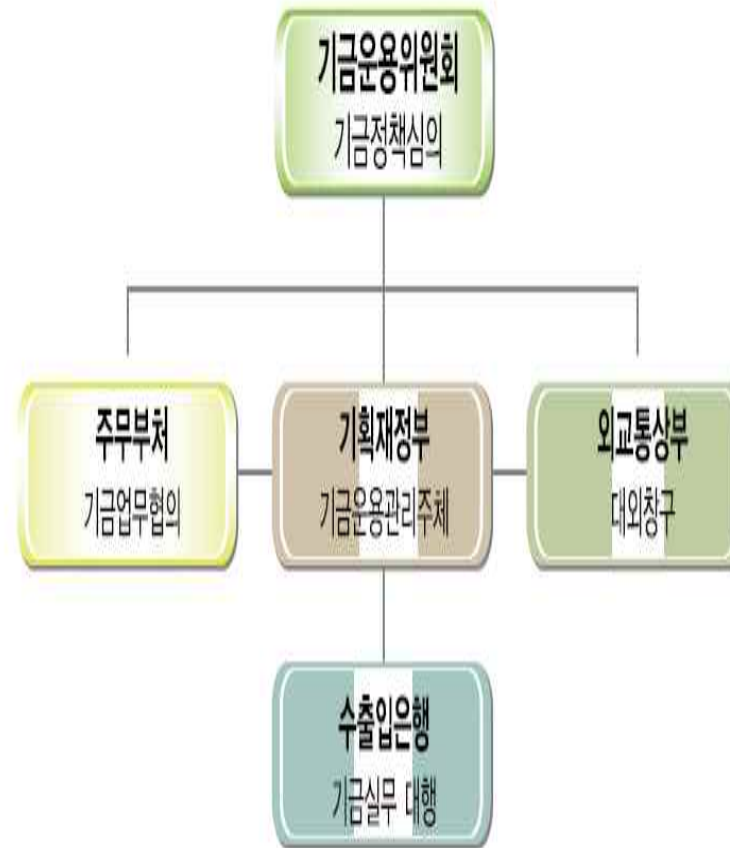 기금운용위원회
기금정책심의
주무부처
기금업무협의
기획재정부
기금운용관리주체
외교통상부
대외창구
수출입은행
기금실무 대행